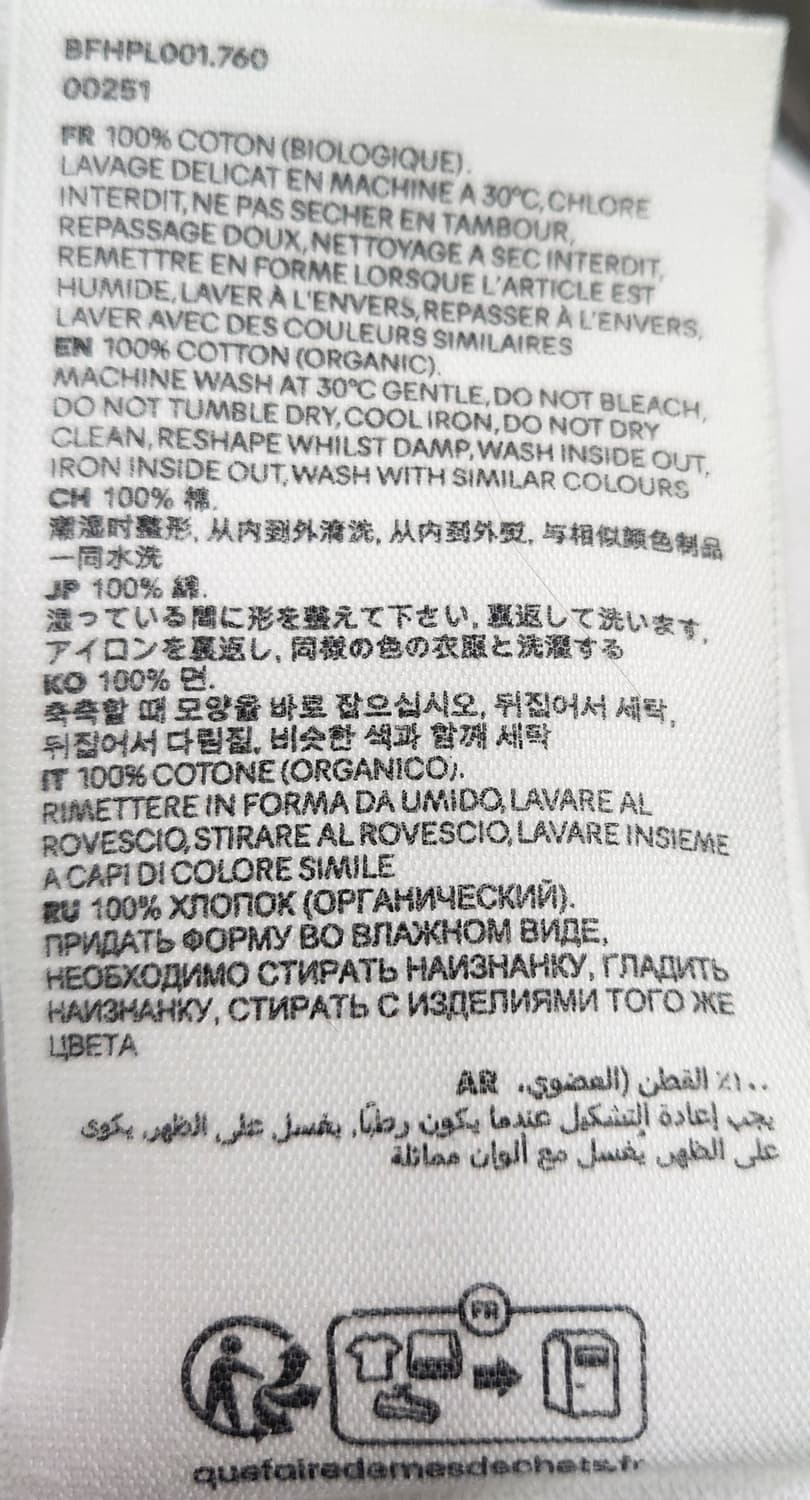 BFHPL001.760
00251
FR 100% COTON (BIOLOGIQUE).
LAVAGE DELICAT EN MACHINE A 30°C, CHLORE
INTERDIT, NE PAS SECHER EN TAMBOUR,
REPASSAGE DOUX, NETTOYAGE A SEC INTERDIT,
REMETTRE EN FORME LORSQUE L'ARTICLE EST
HUMIDE, LAVER À L'ENVERS, REPASSER À L'ENVERS,
LAVER AVEC DES COULEURS SIMILAIRES
EN 100% COTTON (ORGANIC).
MACHINE WASH AT 30°C GENTLE, DO NOT BLEACH,
DO NOT TUMBLE DRY, COOL IRON, DO NOT DRY
CLEAN, RESHAPE WHILST DAMP, WASH INSIDE OUT,
IRON INSIDE OUT, WASH WITH SIMILAR COLOURS
CH 100% 棉.
潮湿时整形, 从内到外清洗, 从内到外熨, 与相似颜色制品
一同水洗
JP 100% 綿.
湿っている間に形を整えて下さい, 裏返して洗います,
アイロンを裏返し, 同様の色の衣服と洗濯する
KO 100% 면.
축축할 때 모양을 바로 잡으십시오, 뒤집어서 세탁,
뒤집어서 다림질, 비슷한 색과 함께 세탁
IT 100% COTONE (ORGANICO).
RIMETTERE IN FORMA DA UMIDO, LAVARE AL
ROVESCIO, STIRARE AL ROVESCIO, LAVARE INSIEME
A CAPI DI COLORE SIMILE
RU 100% ХЛОПОК (ОРГАНИЧЕСКИЙ).
ПРИДАТЬ ФОРМУ ВО ВЛАЖНОМ ВИДЕ,
НЕОБХОДИМО СТИРАТЬ НАИЗНАНКУ, ГЛАДИТЬ
НАИЗНАНКУ, СТИРАТЬ С ИЗДЕЛИЯМИ ТОГО ЖЕ
ЦВЕТА
١٠٠٪ القطن (العضوي. AR
يجب إعادة التشكيل عندما يكون رطبًا, يغسل على الظهر, يكوى
على الظهر, يُغسل مع ألوان مماثلة
FR
quefairedemesdechets.fr